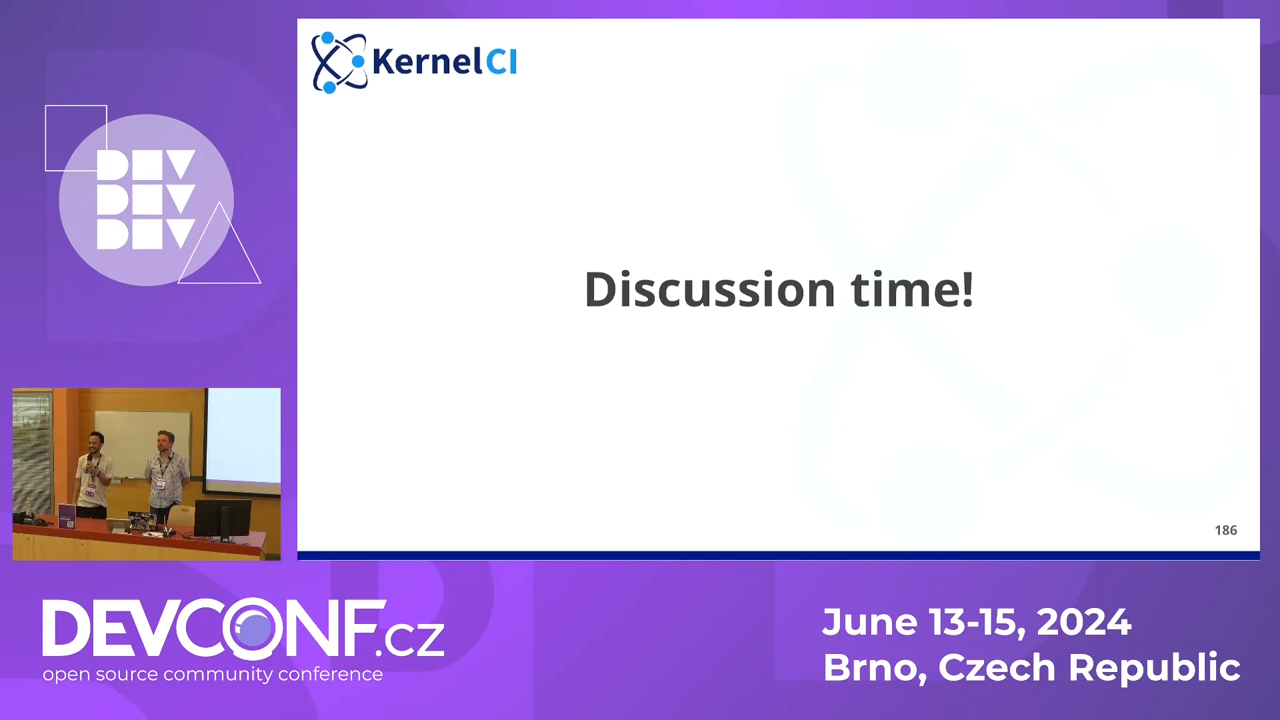 KernelCI
DEV
DEV
DEV
Discussion time!
186
DEVCONF.cz
open source community conference
June 13-15, 2024
Brno, Czech Republic